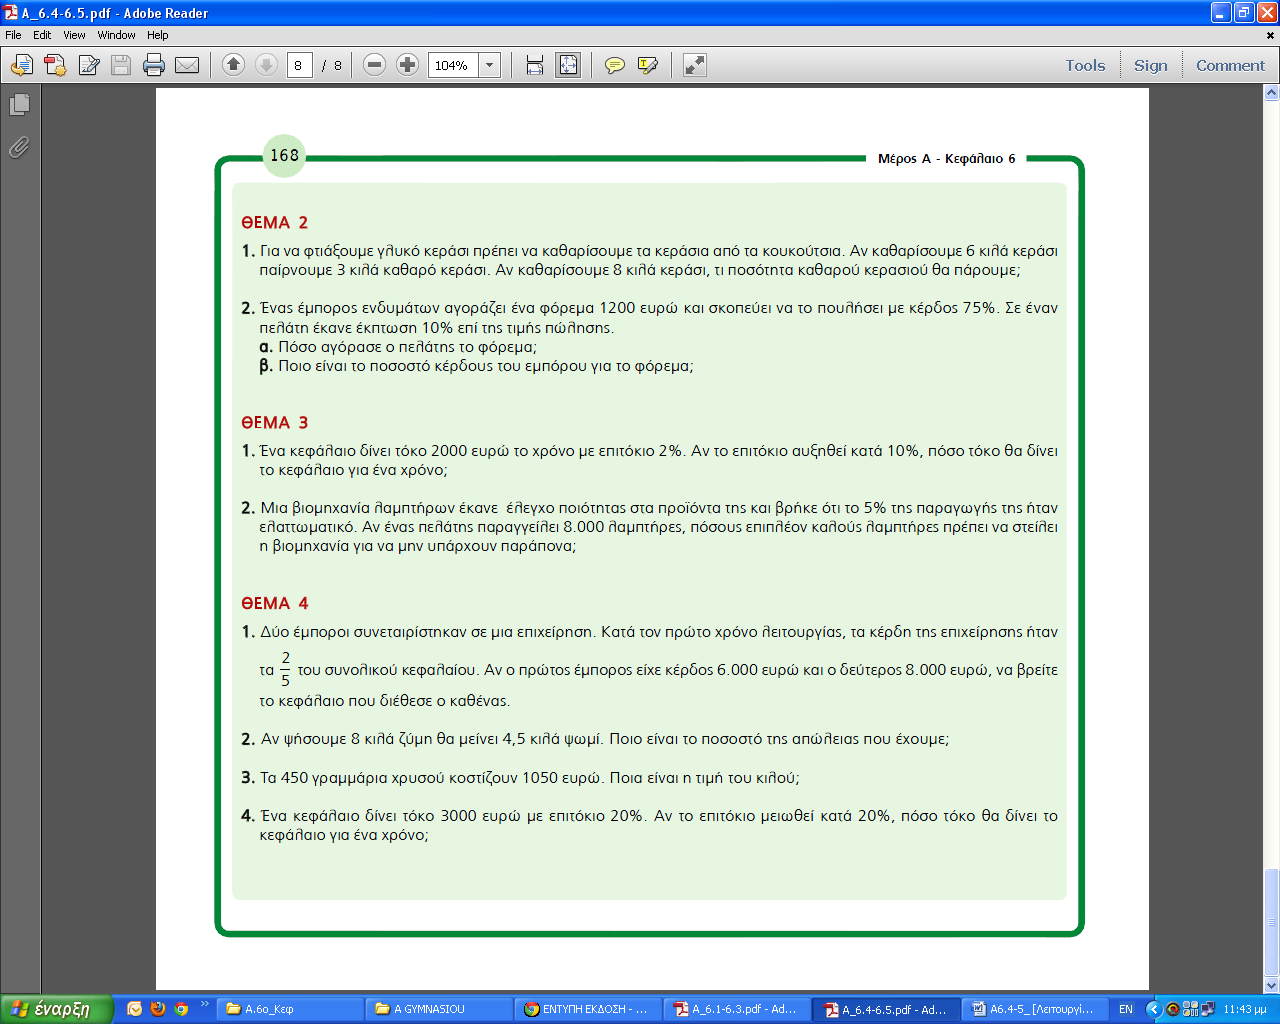 A_6.4-6.5.pdf - Adobe Reader
File Edit View Window Help
8 / 8 104% Tools Sign Comment
168
Μέρος Α - Κεφάλαιο 6
ΘΕΜΑ 2
1. Για να φτιάξουμε γλυκό κεράσι πρέπει να καθαρίσουμε τα κεράσια από τα κουκούτσια. Αν καθαρίσουμε 6 κιλά κεράσι
παίρνουμε 3 κιλά καθαρό κεράσι. Αν καθαρίσουμε 8 κιλά κεράσι, τι ποσότητα καθαρού κερασιού θα πάρουμε;
2. Ένας έμπορος ενδυμάτων αγοράζει ένα φόρεμα 1200 ευρώ και σκοπεύει να το πουλήσει με κέρδος 75%. Σε έναν
πελάτη έκανε έκπτωση 10% επί της τιμής πώλησης.
α. Πόσο αγόρασε ο πελάτης το φόρεμα;
β. Ποιο είναι το ποσοστό κέρδους του εμπόρου για το φόρεμα;
ΘΕΜΑ 3
1. Ένα κεφάλαιο δίνει τόκο 2000 ευρώ το χρόνο με επιτόκιο 2%. Αν το επιτόκιο αυξηθεί κατά 10%, πόσο τόκο θα δίνει
το κεφάλαιο για ένα χρόνο;
2. Μια βιομηχανία λαμπτήρων έκανε έλεγχο ποιότητας στα προϊόντα της και βρήκε ότι το 5% της παραγωγής της ήταν
ελαττωματικό. Αν ένας πελάτης παραγγείλει 8.000 λαμπτήρες, πόσους επιπλέον καλούς λαμπτήρες πρέπει να στείλει
η βιομηχανία για να μην υπάρχουν παράπονα;
ΘΕΜΑ 4
1. Δύο έμποροι συνεταιρίστηκαν σε μια επιχείρηση. Κατά τον πρώτο χρόνο λειτουργίας, τα κέρδη της επιχείρησης ήταν
τα 2/5 του συνολικού κεφαλαίου. Αν ο πρώτος έμπορος είχε κέρδος 6.000 ευρώ και ο δεύτερος 8.000 ευρώ, να βρείτε
το κεφάλαιο που διέθεσε ο καθένας.
2. Αν ψήσουμε 8 κιλά ζύμη θα μείνει 4,5 κιλά ψωμί. Ποιο είναι το ποσοστό της απώλειας που έχουμε;
3. Τα 450 γραμμάρια χρυσού κοστίζουν 1050 ευρώ. Ποια είναι η τιμή του κιλού;
4. Ένα κεφάλαιο δίνει τόκο 3000 ευρώ με επιτόκιο 20%. Αν το επιτόκιο μειωθεί κατά 20%, πόσο τόκο θα δίνει το
κεφάλαιο για ένα χρόνο;
έναρξη » Α.6ο_Κεφ A GYMNASIOU ΕΝΤΥΠΗ ΕΚΔΟΣΗ - ... A_6.1-6.3.pdf - Ad... A_6.4-6.5.pdf - Ad... A6.4-5_ [Λειτουργί... EN 11:43 μμ